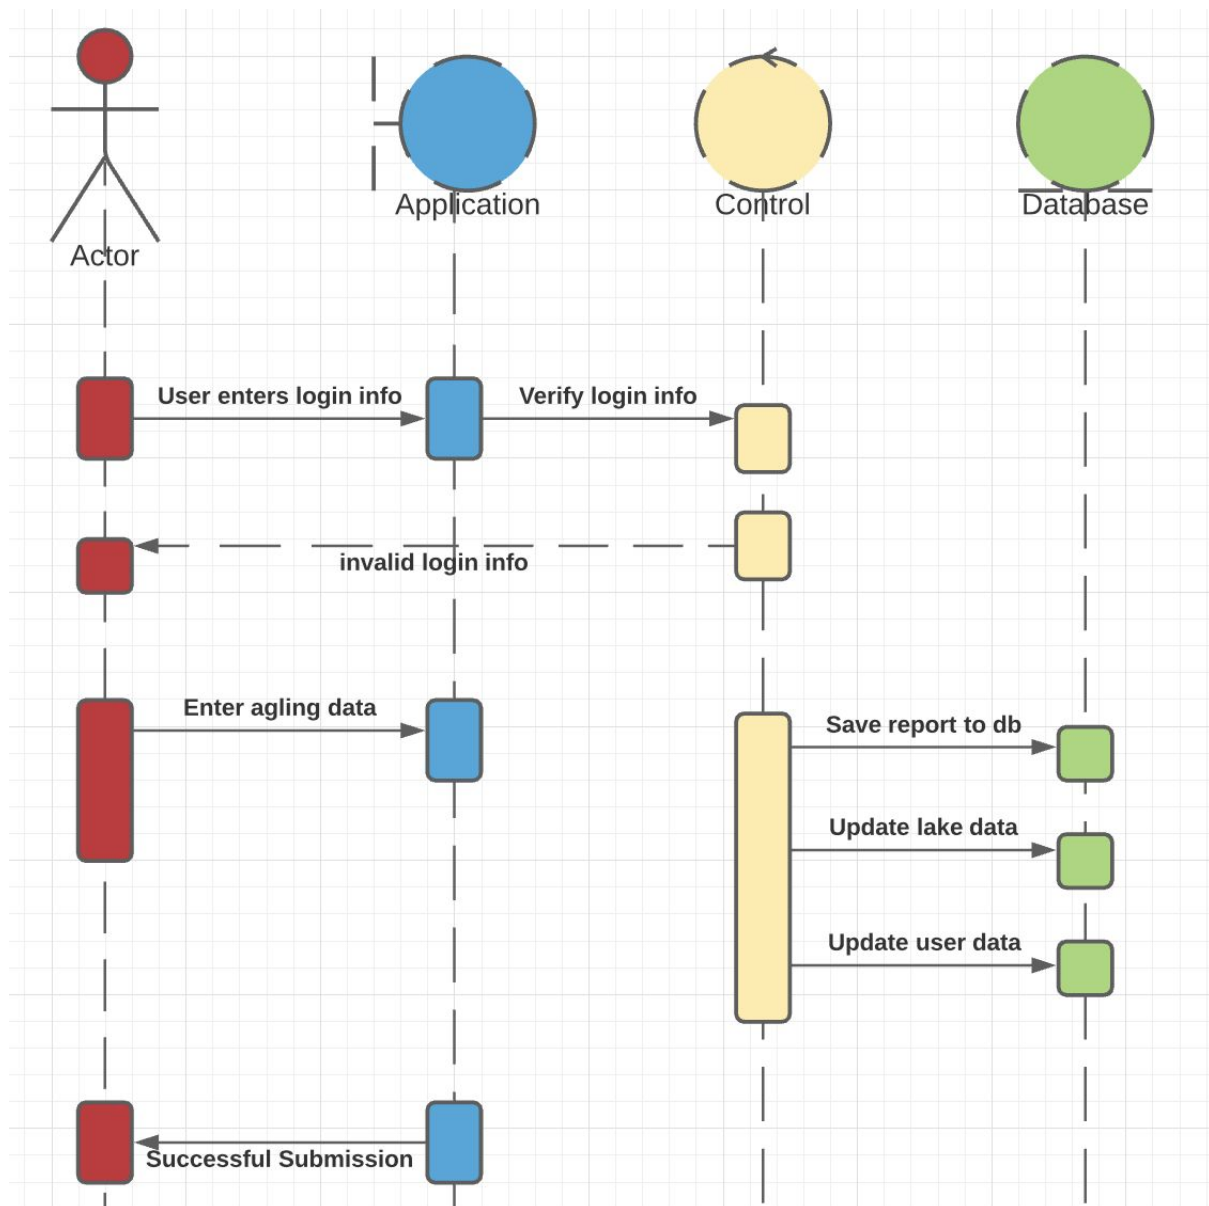 Application
Control
Database
Actor
User enters login info
Verify login info
invalid login info
Enter agling data
Save report to db
Update lake data
Update user data
Successful Submission